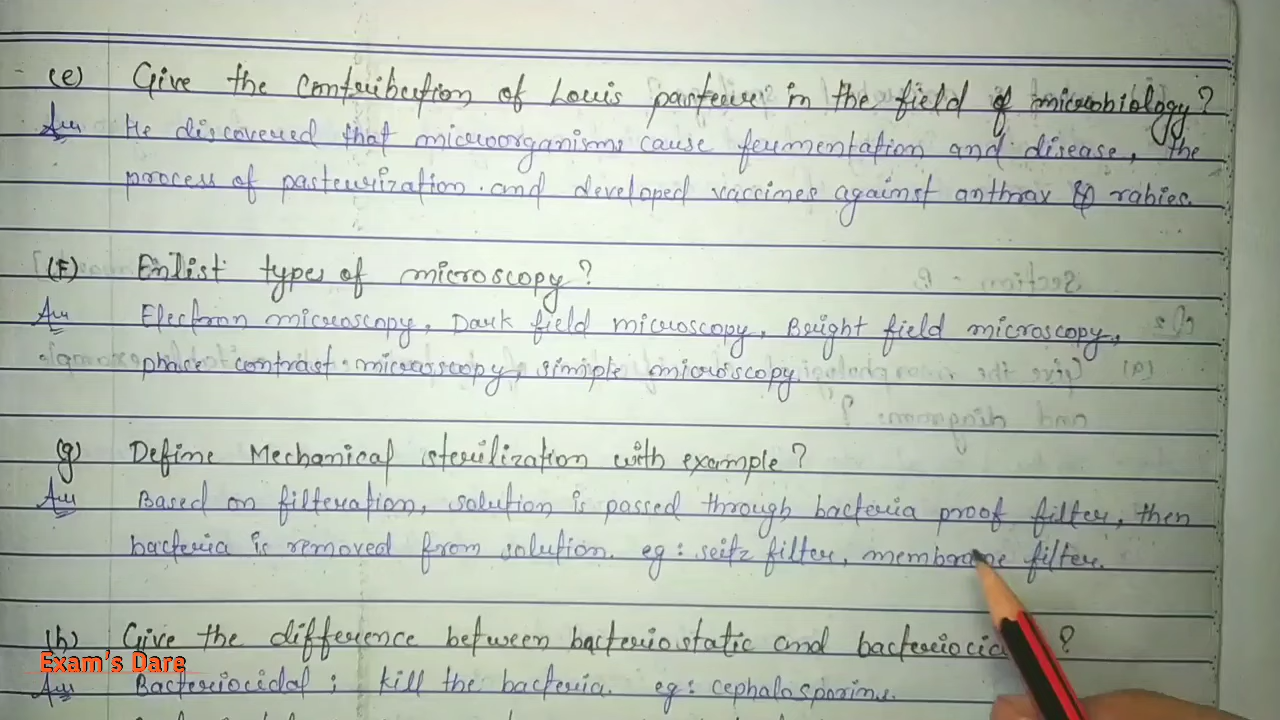 (e) Give the contribution of Louis pasteur in the field of microbiology?
Ans He discovered that microorganisms cause fermentation and disease, the
process of pasteurization and developed vaccines against anthrax & rabies.
(F) Enlist types of microscopy?
Ans Electron microscopy, Dark field microscopy, Bright field microscopy,
phase contrast microscopy, simple microscopy.
(g) Define Mechanical sterilization with example?
Ans Based on filteration, solution is passed through bacteria proof filter, then
bacteria is removed from solution. eg: seitz filter, membrane filter.
(h) Give the difference between bacteriostatic and bacteriocid ?
Exam's Dare
Ans Bacteriocidal: kill the bacteria. eg: cephalosporins.